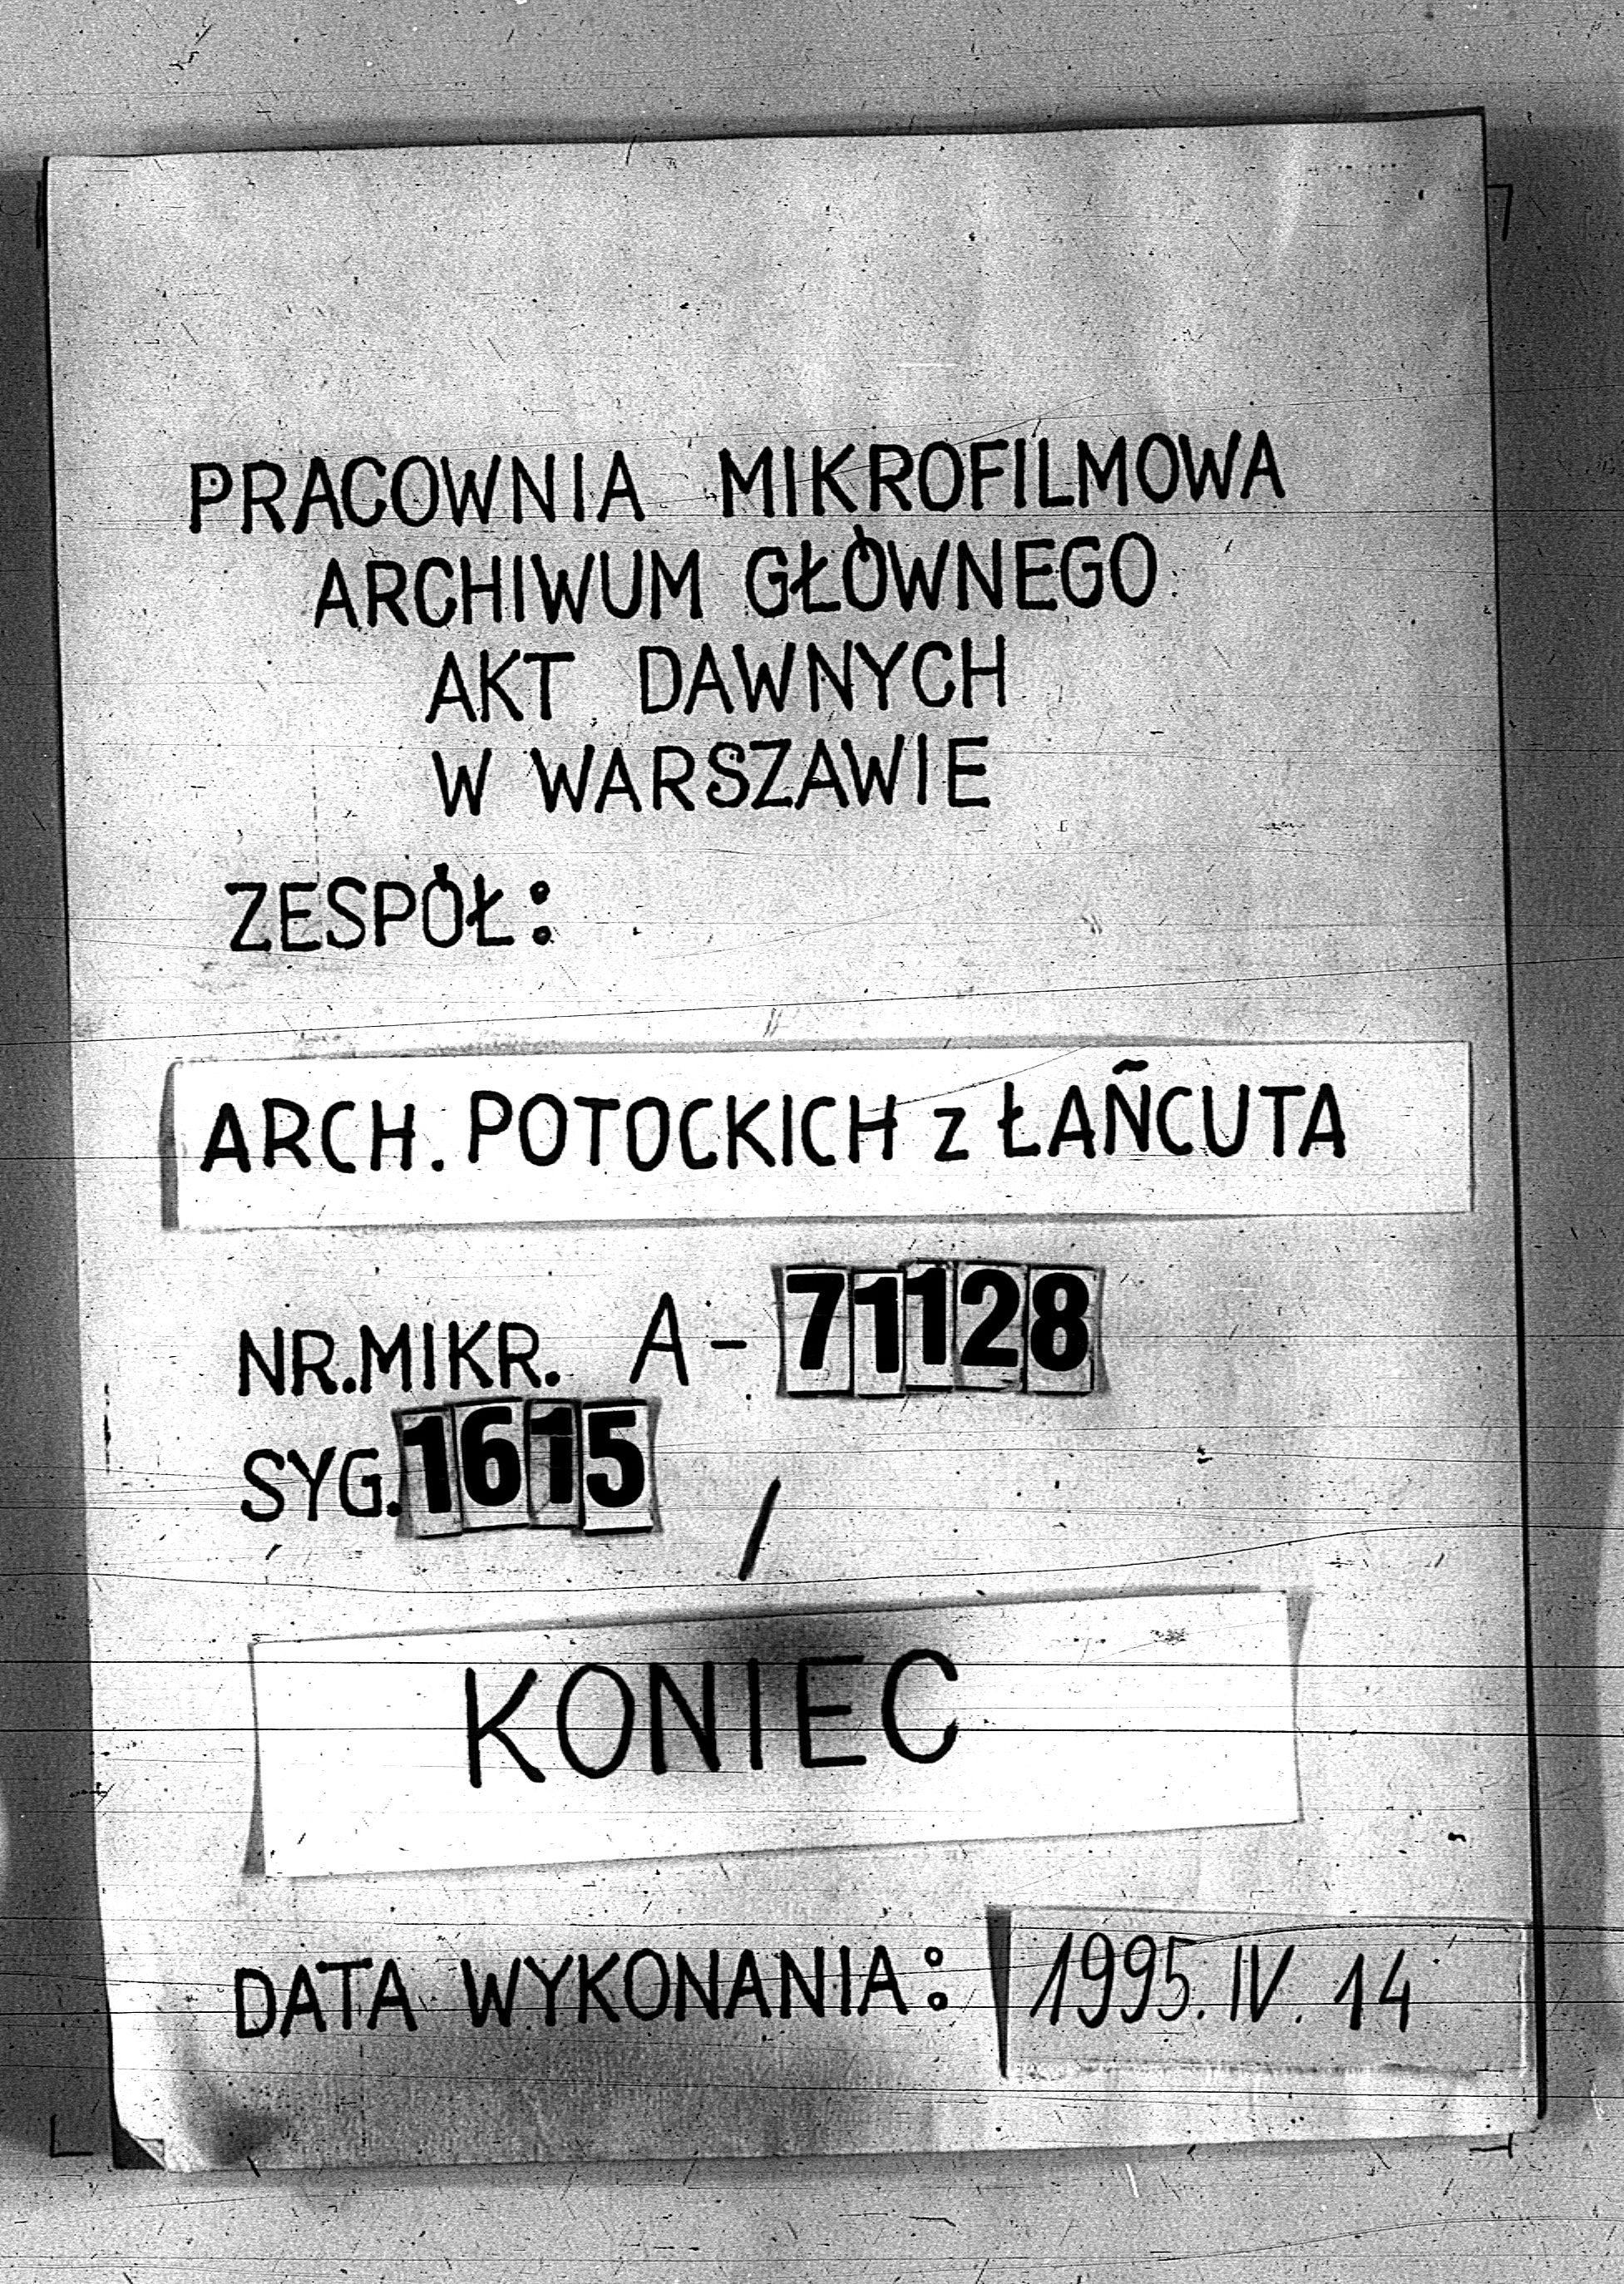 PRACOWNIA MIKROFILMOWA
ARCHIWUM GŁÓWNEGO
AKT DAWNYCH
W WARSZAWIE
ZESPÓŁ:
ARCH. POTOCKICH z ŁAŃCUTA
NR.MIKR. A-71128
SYG. 1615 /
KONIEC
DATA WYKONANIA: 1995.IV.14